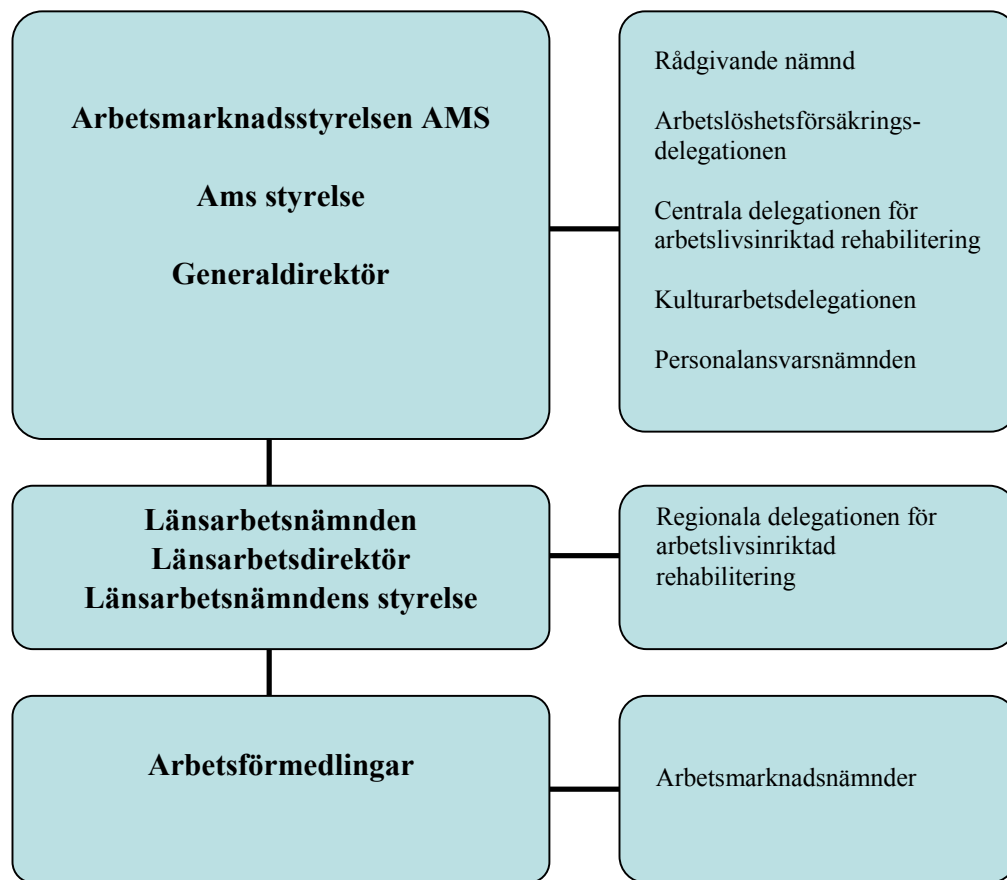 Arbetsmarknadsstyrelsen AMS
Ams styrelse
Generaldirektör
Rådgivande nämnd
Arbetslöshetsförsäkrings-
delegationen
Centrala delegationen för
arbetslivsinriktad rehabilitering
Kulturarbetsdelegationen
Personalansvarsnämnden
Länsarbetsnämnden
Länsarbetsdirektör
Länsarbetsnämndens styrelse
Regionala delegationen för
arbetslivsinriktad
rehabilitering
Arbetsförmedlingar
Arbetsmarknadsnämnder